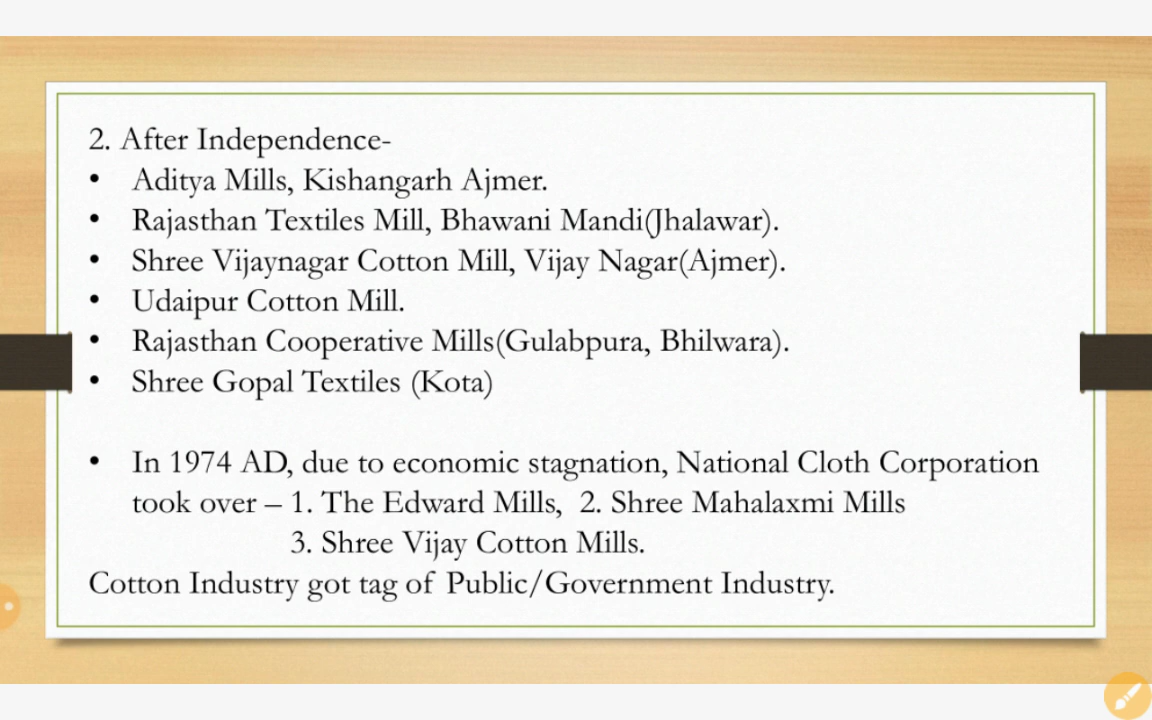 2. After Independence-
• Aditya Mills, Kishangarh Ajmer.
• Rajasthan Textiles Mill, Bhawani Mandi(Jhalawar).
• Shree Vijaynagar Cotton Mill, Vijay Nagar(Ajmer).
• Udaipur Cotton Mill.
• Rajasthan Cooperative Mills(Gulabpura, Bhilwara).
• Shree Gopal Textiles (Kota)
• In 1974 AD, due to economic stagnation, National Cloth Corporation
took over – 1. The Edward Mills, 2. Shree Mahalaxmi Mills
3. Shree Vijay Cotton Mills.
Cotton Industry got tag of Public/Government Industry.